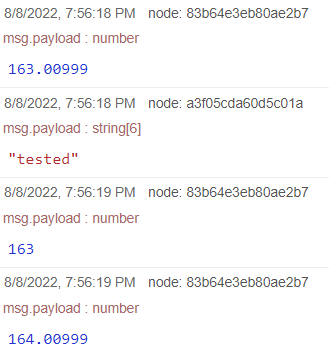 8/8/2022, 7:56:18 PM node: 83b64e3eb80ae2b7
msg.payload : number
163.00999
8/8/2022, 7:56:18 PM node: a3f05cda60d5c01a
msg.payload : string[6]
"tested"
8/8/2022, 7:56:19 PM node: 83b64e3eb80ae2b7
msg.payload : number
163
8/8/2022, 7:56:19 PM node: 83b64e3eb80ae2b7
msg.payload : number
164.00999